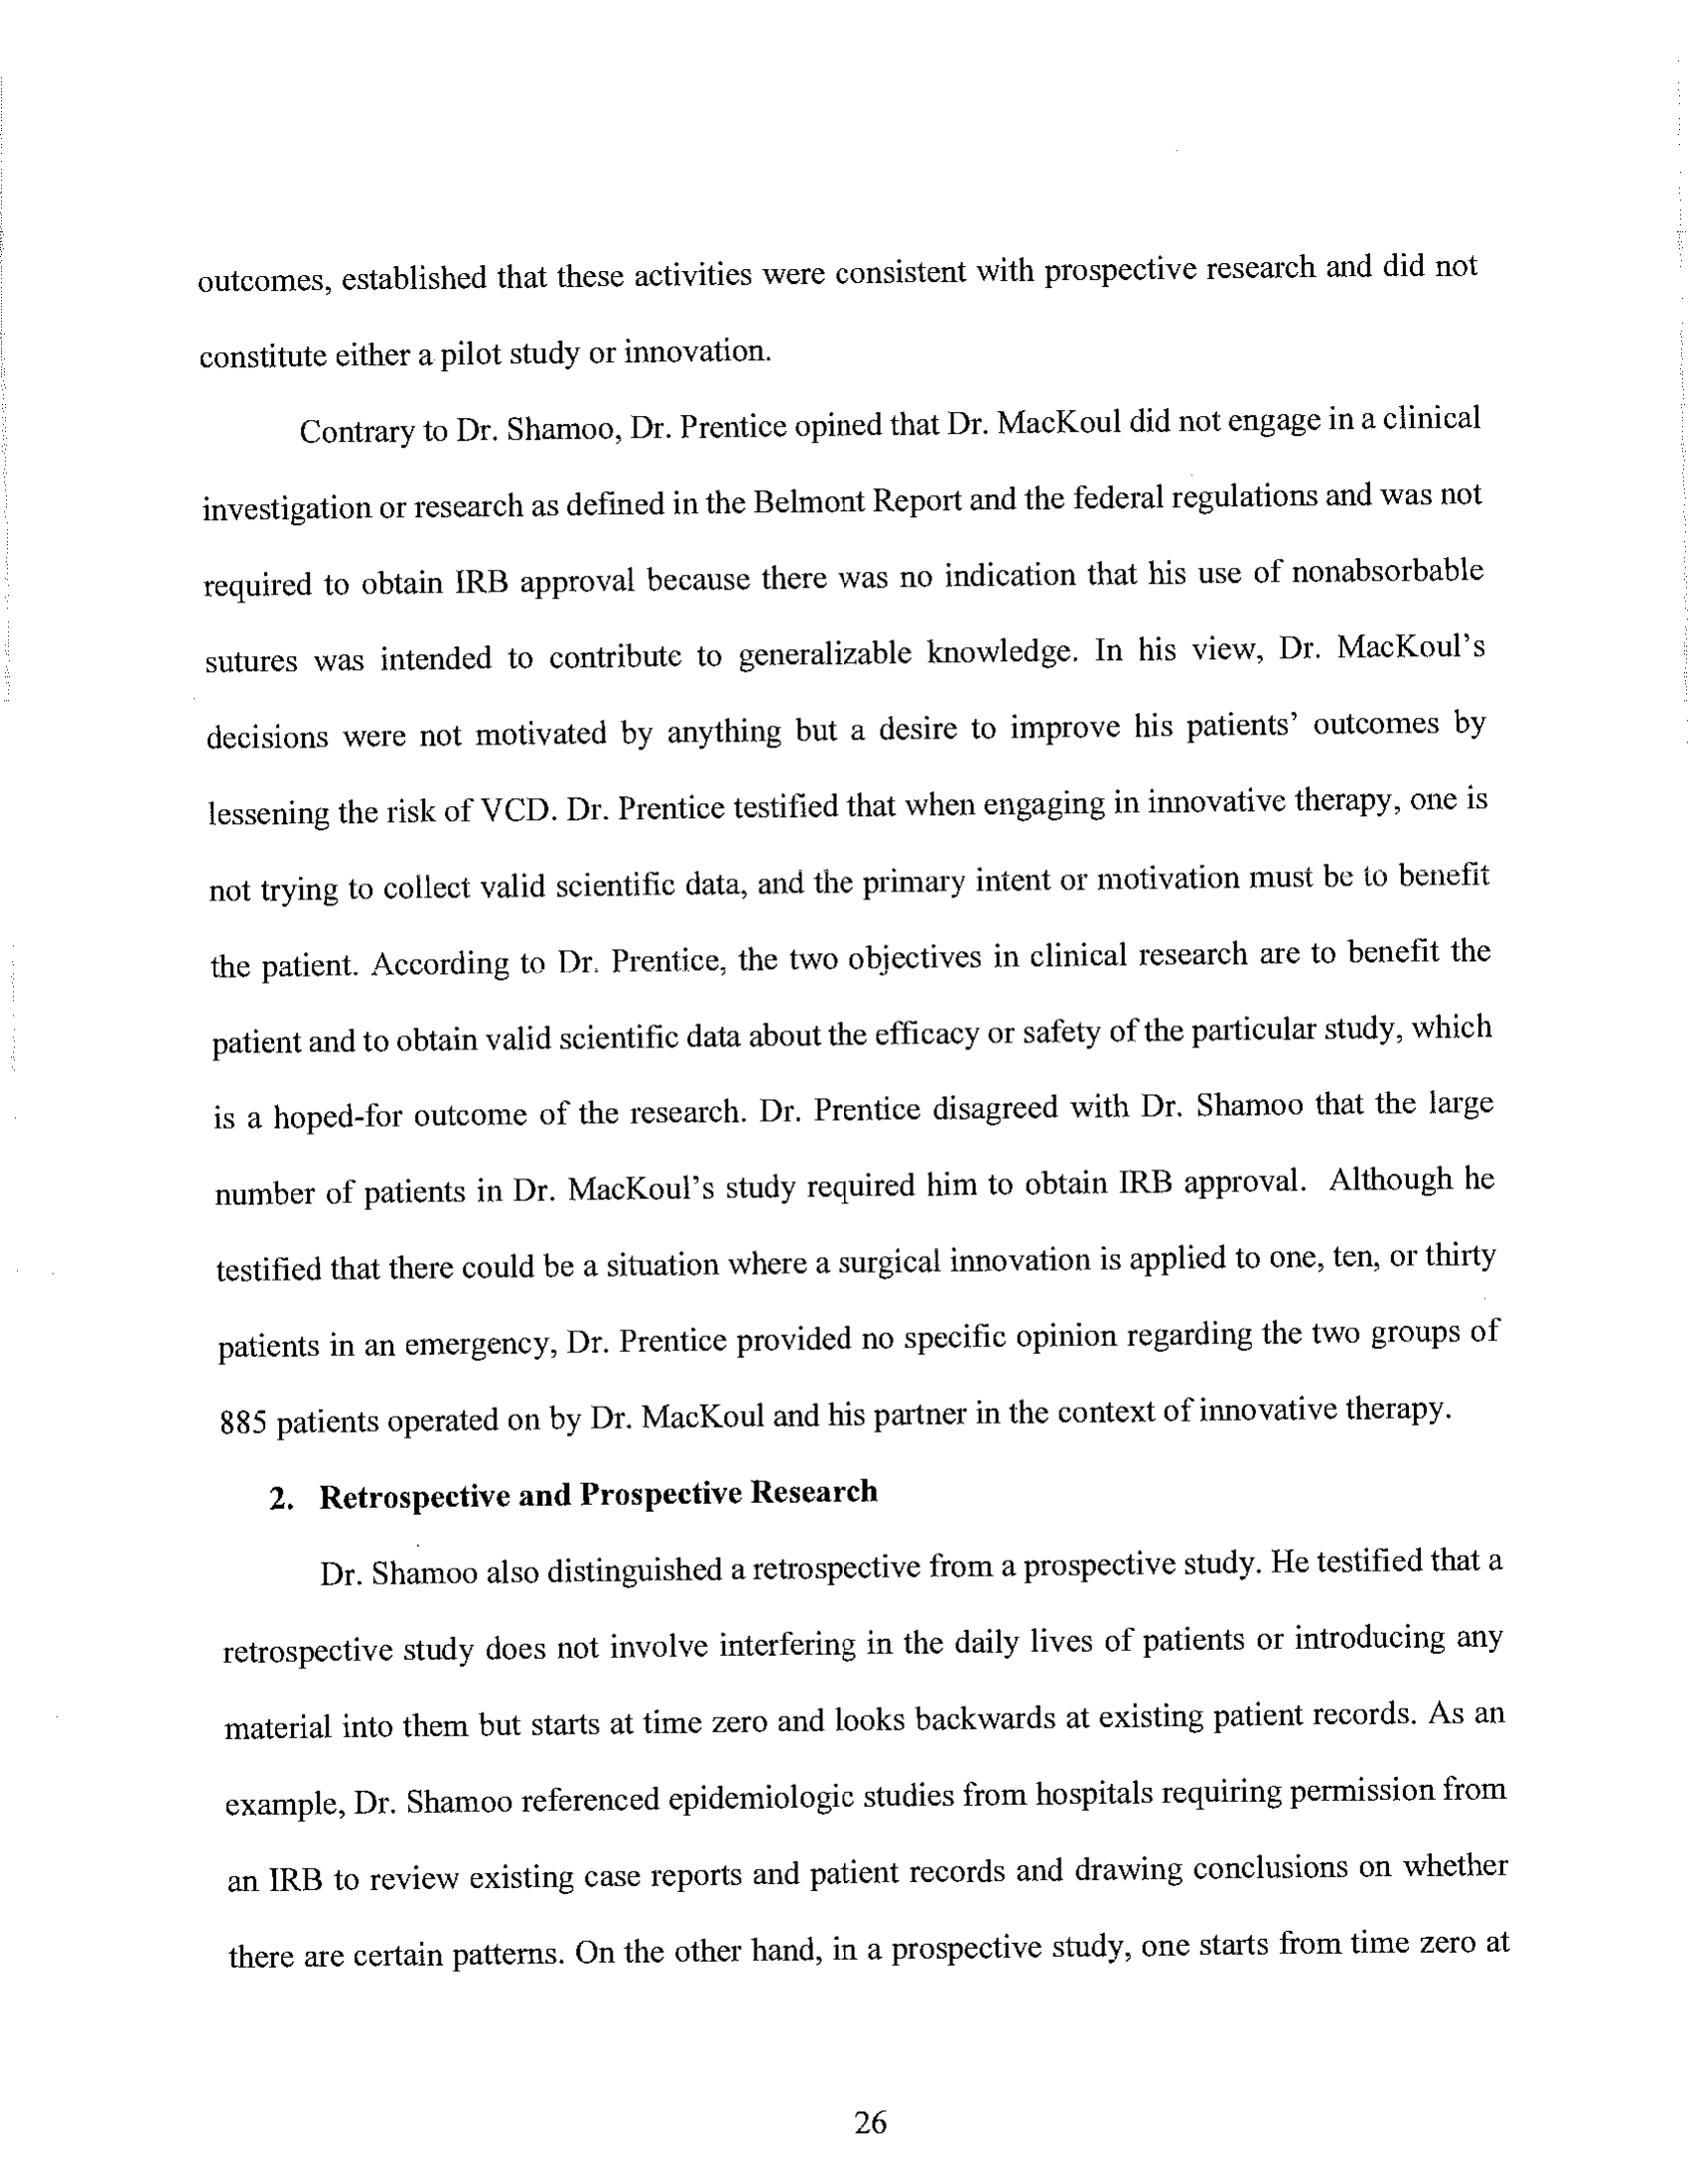 outcomes, established that these activities were consistent with prospective research and did not
constitute either a pilot study or innovation.
Contrary to Dr. Shamoo, Dr. Prentice opined that Dr. MacKoul did not engage in a clinical
investigation or research as defined in the Belmont Report and the federal regulations and was not
required to obtain IRB approval because there was no indication that his use of nonabsorbable
sutures was intended to contribute to generalizable knowledge. In his view, Dr. MacKoul's
decisions were not motivated by anything but a desire to improve his patients' outcomes by
lessening the risk of VCD. Dr. Prentice testified that when engaging in innovative therapy, one is
not trying to collect valid scientific data, and the primary intent or motivation must be to benefit
the patient. According to Dr. Prentice, the two objectives in clinical research are to benefit the
patient and to obtain valid scientific data about the efficacy or safety of the particular study, which
is a hoped-for outcome of the research. Dr. Prentice disagreed with Dr. Shamoo that the large
number of patients in Dr. MacKoul's study required him to obtain IRB approval. Although he
testified that there could be a situation where a surgical innovation is applied to one, ten, or thirty
patients in an emergency, Dr. Prentice provided no specific opinion regarding the two groups of
885 patients operated on by Dr. MacKoul and his partner in the context of innovative therapy.
2. Retrospective and Prospective Research
Dr. Shamoo also distinguished a retrospective from a prospective study. He testified that a
retrospective study does not involve interfering in the daily lives of patients or introducing any
material into them but starts at time zero and looks backwards at existing patient records. As an
example, Dr. Shamoo referenced epidemiologic studies from hospitals requiring permission from
an IRB to review existing case reports and patient records and drawing conclusions on whether
there are certain patterns. On the other hand, in a prospective study, one starts from time zero at
26